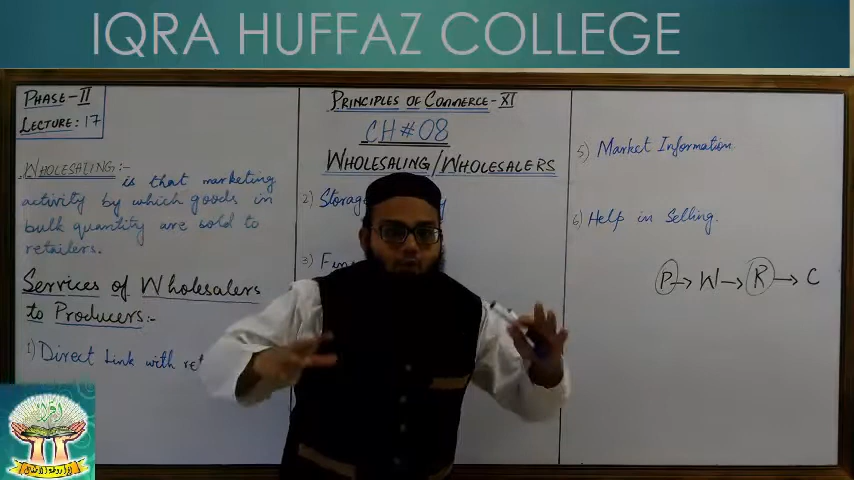 IQRA HUFFAZ COLLEGE
PHASE-II
LECTURE: 17
WHOLESALING:-
is that marketing
activity by which goods in
bulk quantity are sold to
retailers.
Services of Wholesalers
to Producers:-
1) Direct Link with
PRINCIPLES OF COMMERCE-XI
CH#08
WHOLESALING/WHOLESALERS
2)
3)
5) Market Information
6) Help in Selling.
P→W→R→C